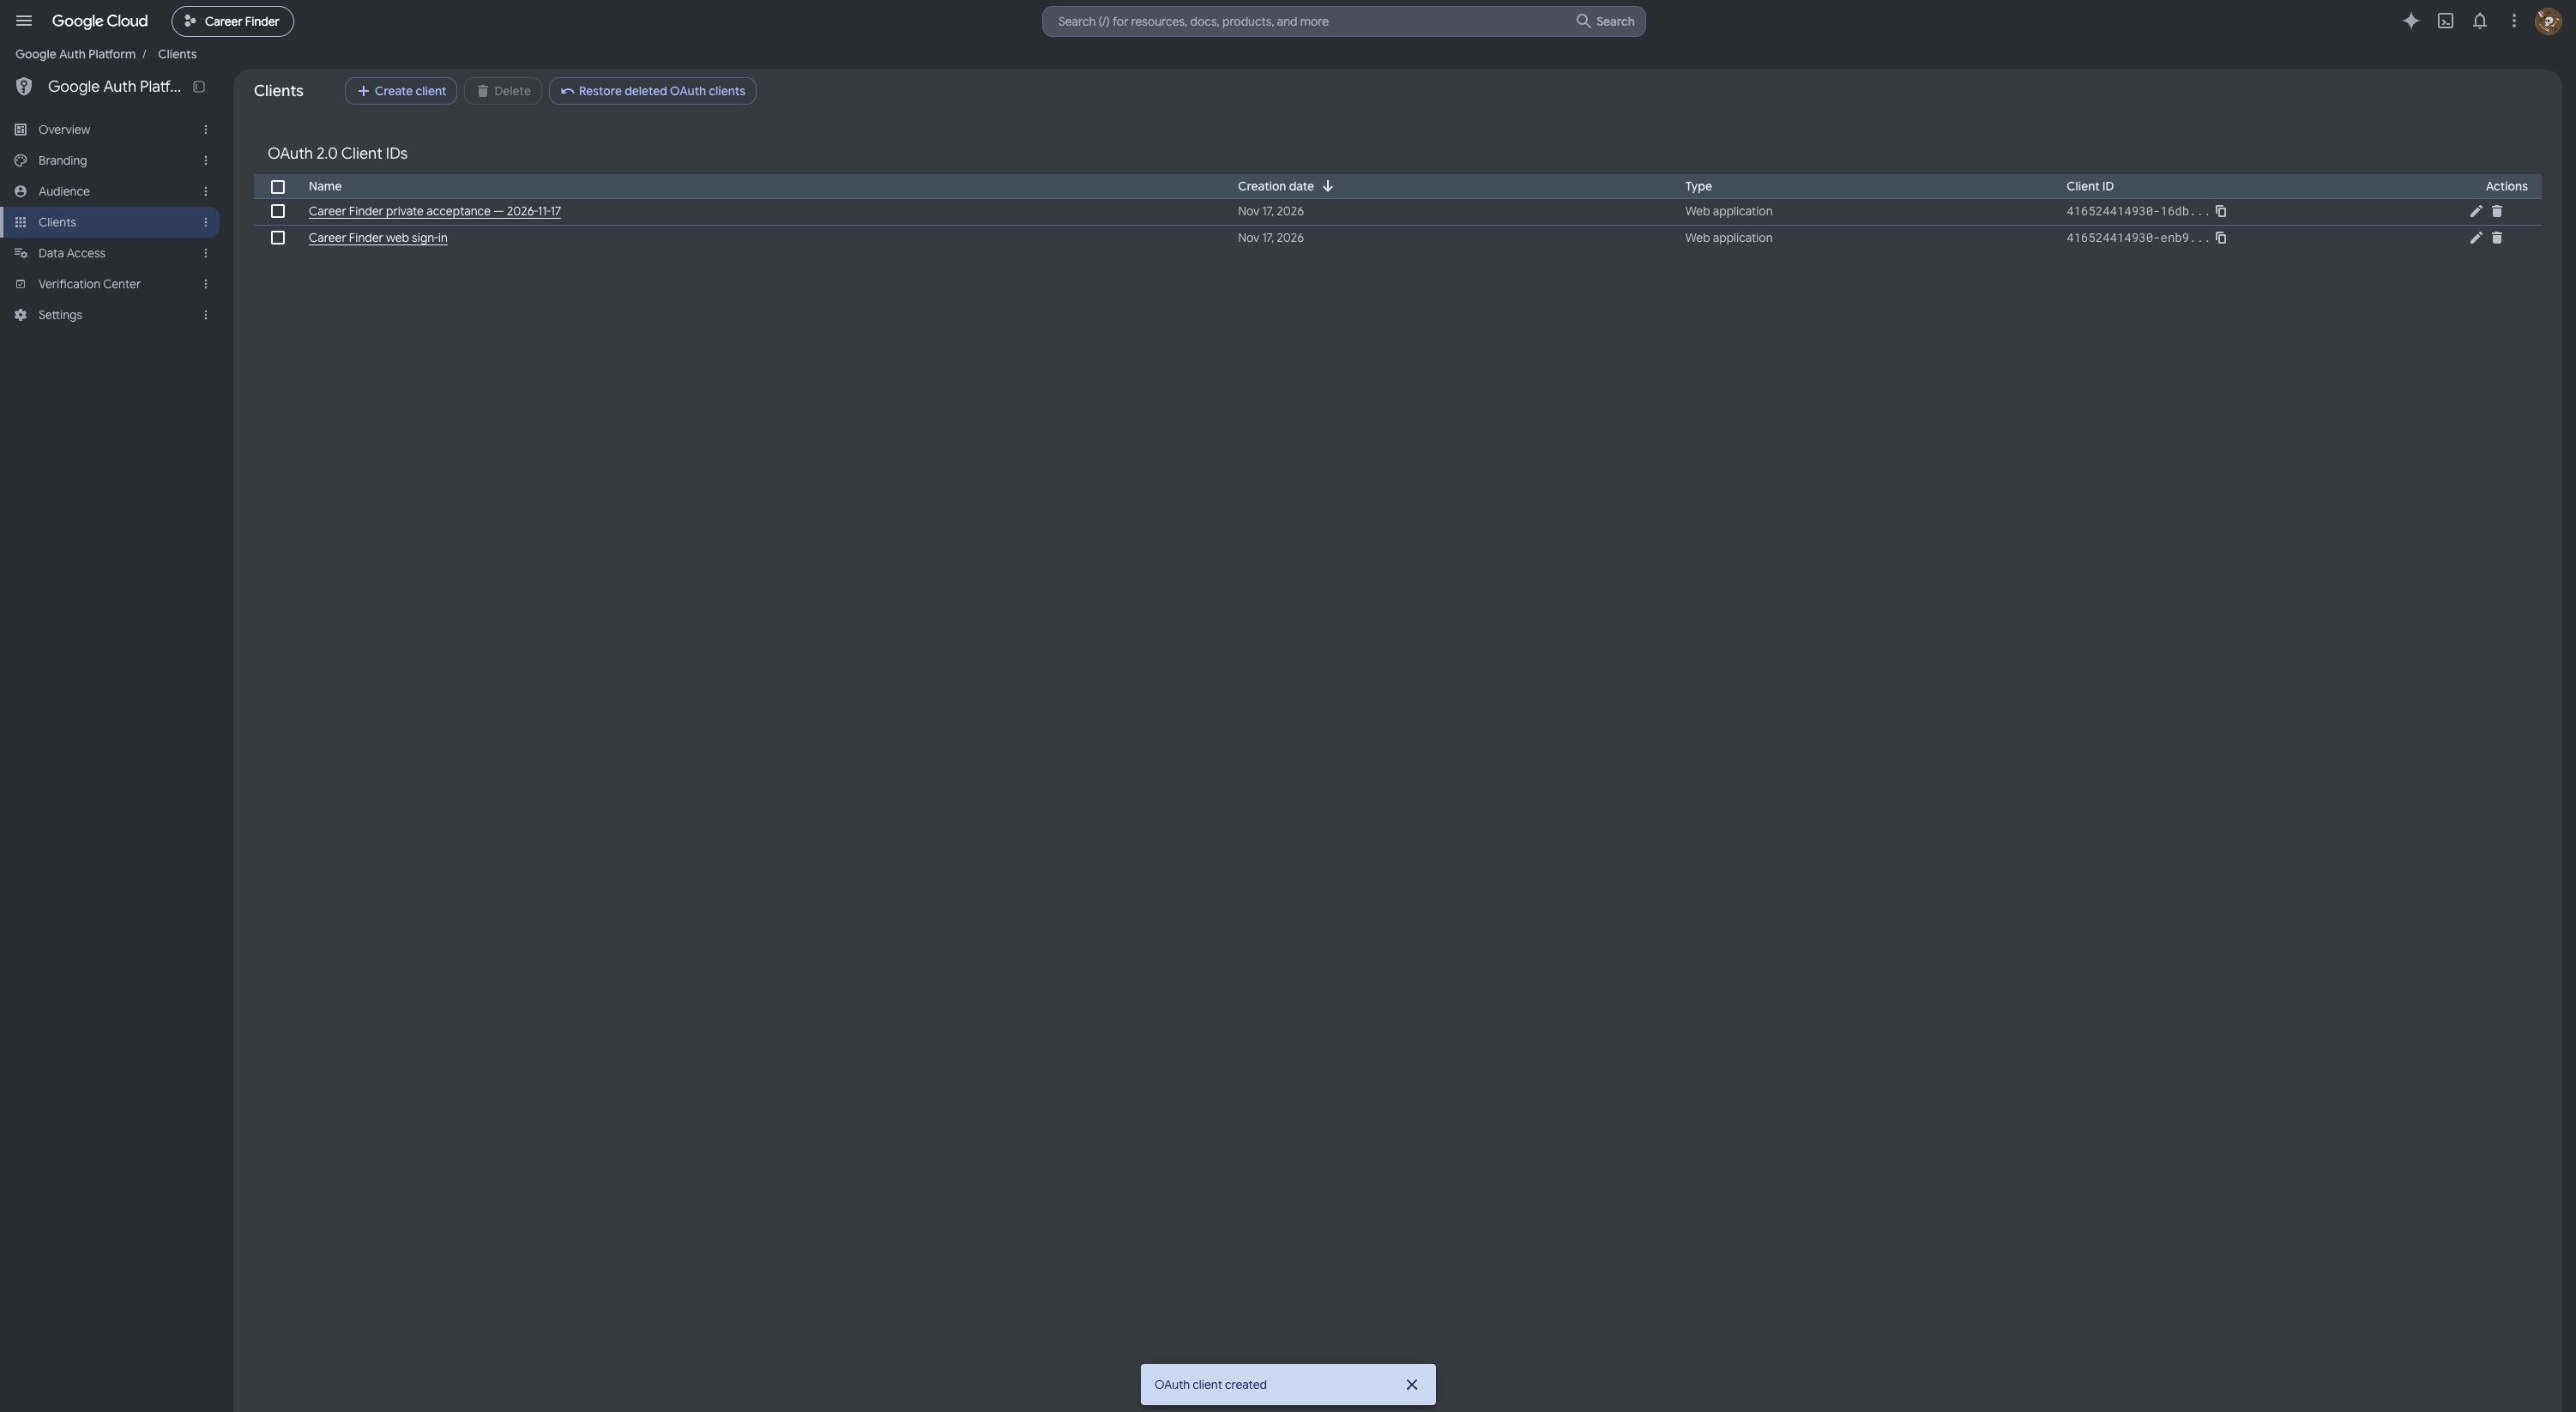 Google Cloud
Career Finder
Search (/) for resources, docs, products, and more
Search
Google Auth Platform / Clients
Google Auth Platf...
Overview
Branding
Audience
Clients
Data Access
Verification Center
Settings
Clients
Create client
Delete
Restore deleted OAuth clients
OAuth 2.0 Client IDs
Name Creation date Type Client ID Actions
Career Finder private acceptance — 2026-11-17 Nov 17, 2026 Web application 416524414930-16db...
Career Finder web sign-in Nov 17, 2026 Web application 416524414930-enb9...
OAuth client created